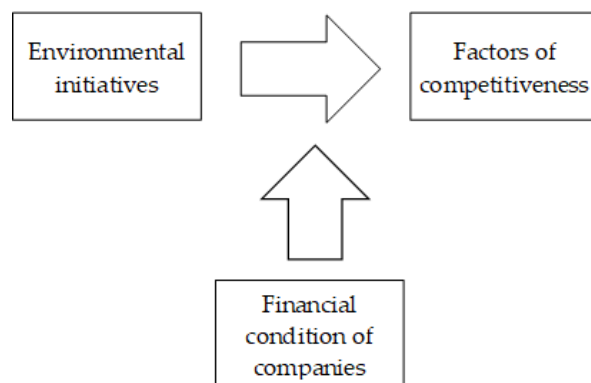 Environmental
initiatives
Factors of
competitiveness
Financial
condition of
companies